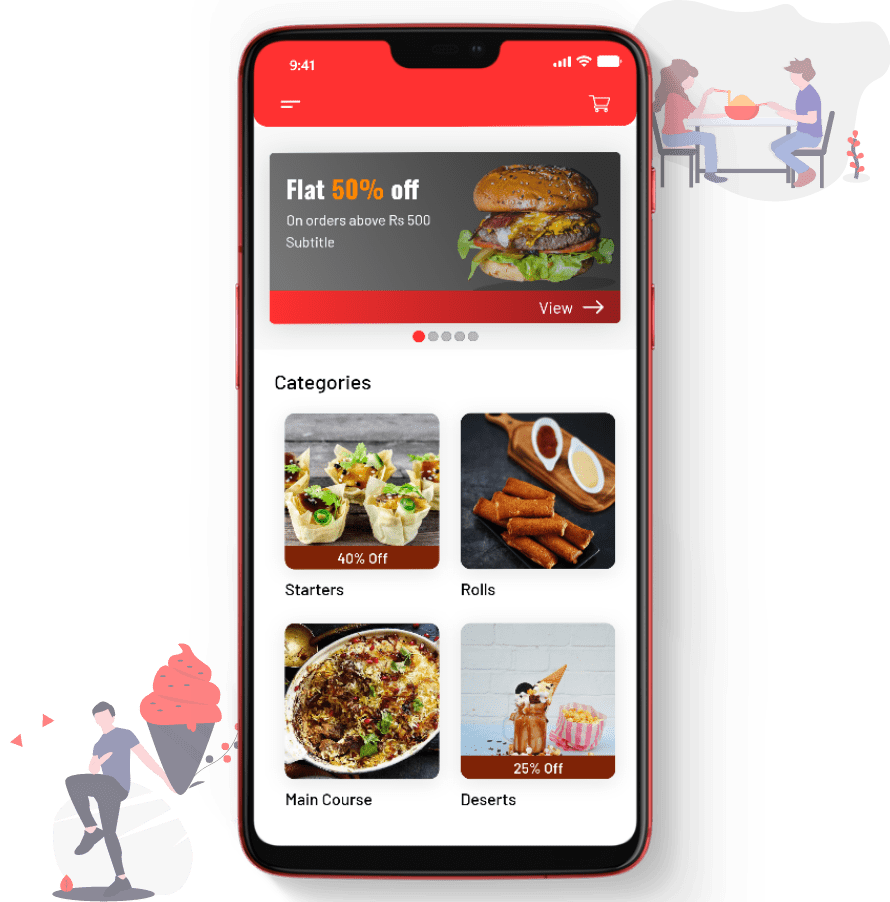 9:41
Flat 50% off
On orders above Rs 500
Subtitle
View
Categories
40% Off
Starters
Rolls
25% Off
Main Course
Deserts